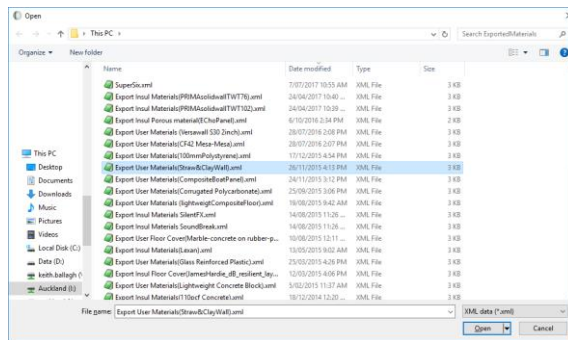 Open
This PC
Search ExportedMaterials
Organize New folder
Name Date modified Type Size
SuperSix.xml 7/07/2017 10:55 AM XML File 3 KB
Export Insul Materials(PRIMAsolidwallTWT76).xml 24/04/2017 10:40 ... XML File 3 KB
Export Insul Materials(PRIMAsolidwallTWT102).xml 24/04/2017 10:39 ... XML File 3 KB
Export Insul Porous material(EChoPanel).xml 6/10/2016 2:34 PM XML File 2 KB
Export User Materials (Versawall S30 2inch).xml 28/07/2016 2:08 PM XML File 3 KB
Export User Materials(CF42 Mesa-Mesa).xml 28/07/2016 2:07 PM XML File 3 KB
Export User Materials(100mmPolystyrene).xml 17/12/2015 4:54 PM XML File 3 KB
This PC Export User Materials(Straw&ClayWall).xml 26/11/2015 4:13 PM XML File 3 KB
Desktop Export User Materials(CompositeBoatPanel).xml 24/11/2015 3:12 PM XML File 3 KB
Documents Export User Materials(Corrugated Polycarbonate).xml 25/09/2015 3:06 PM XML File 3 KB
Downloads Export User Materials (lightweigtCompositeFloor).xml 19/08/2015 9:42 AM XML File 3 KB
Music Export Insul Materials SilentFX.xml 14/08/2015 11:26 ... XML File 3 KB
Pictures Export Insul Materials SoundBreak.xml 14/08/2015 11:26 ... XML File 3 KB
Videos Export User Floor Cover(Marble-concrete on rubber-p... 10/08/2015 12:11 ... XML File 3 KB
Local Disk (C:) Export User Materials(Lexan).xml 13/05/2015 9:02 AM XML File 3 KB
Data (D:) Export User Materials(Glass Reinforced Plastic).xml 25/03/2015 4:26 PM XML File 3 KB
keith.ballagh (\ Export Insul Floor Cover(JamesHardie_dB_resilient_lay... 12/03/2015 4:06 PM XML File 3 KB
Auckland (I:) Export User Materials(Lightweight Concrete Block).xml 5/02/2015 11:37 AM XML File 3 KB
Export Insul Materials(110pcf Concrete).xml 18/12/2014 12:20 ... XML File 3 KB
File name: Export User Materials(Straw&ClayWall).xml XML data (*.xml)
Open Cancel